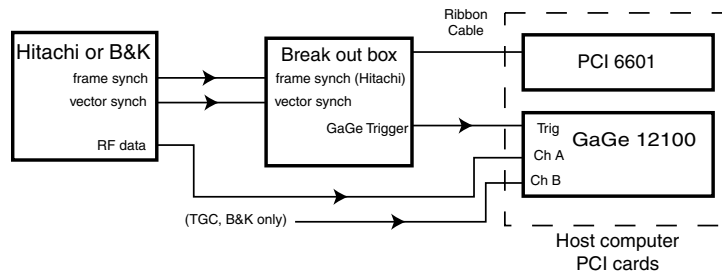 Ribbon
Cable
Hitachi or B&K
frame synch
vector synch
RF data
Break out box
frame synch (Hitachi)
vector synch
GaGe Trigger
PCI 6601
Trig
GaGe 12100
Ch A
Ch B
(TGC, B&K only)
Host computer
PCI cards